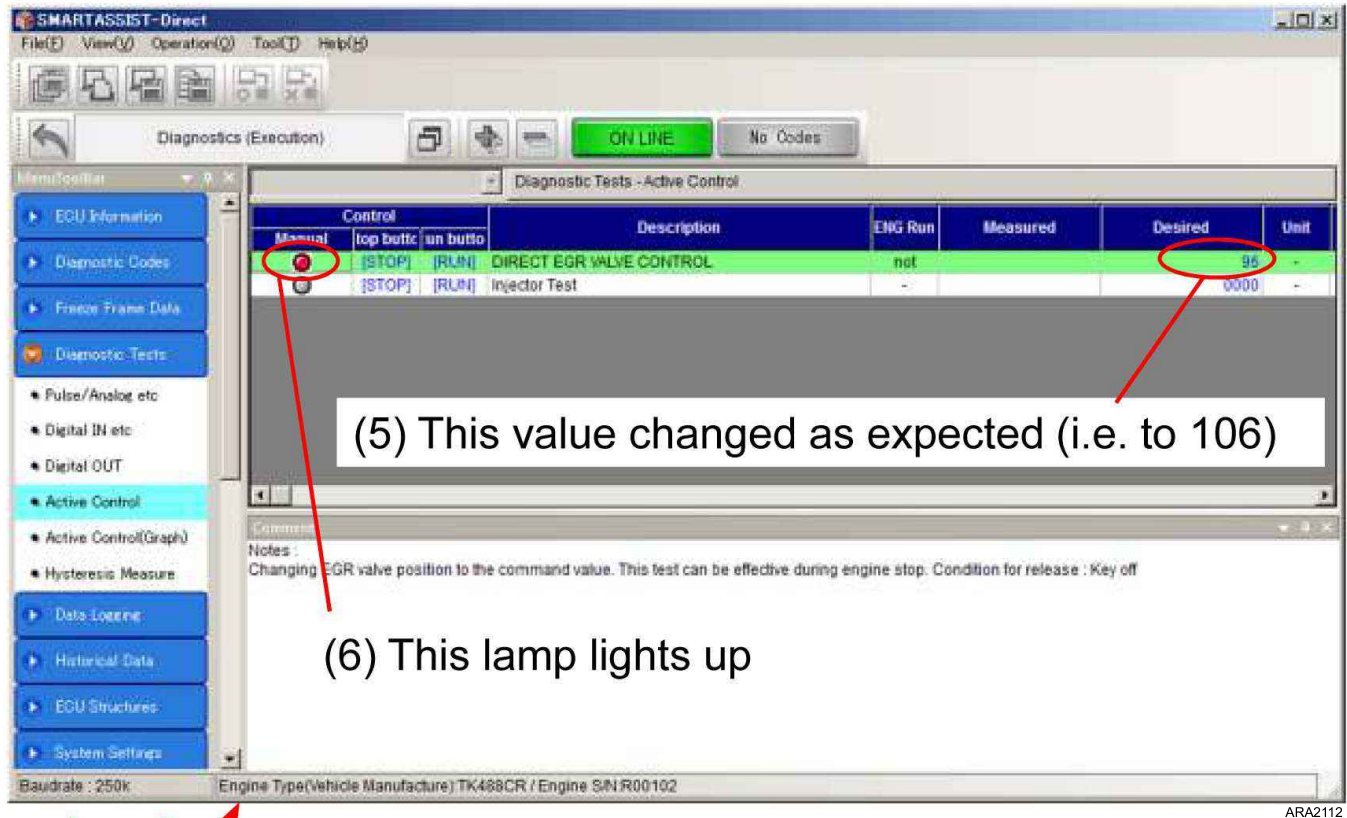 SMARTASSIST-Direct
File(F) View(V) Operation(O) Tool(T) Help(H)
Diagnostics (Execution) ON LINE No Codes
Diagnostic Tests - Active Control
ECU Information
Diagnostic Codes
Freeze Frame Data
Diagnostic Tests
Pulse/Analog etc
Digital IN etc
Digital OUT
Active Control
Active Control(Graph)
Hysteresis Measure
Data Logging
Historical Data
ECU Structures
System Settings
Control Description ENG Run Measured Desired Unit
Manual top buttc un butto
[STOP] [RUN] DIRECT EGR VALVE CONTROL not 96 -
[STOP] [RUN] Injector Test - 0000 -
(5) This value changed as expected (i.e. to 106)
Comment
Notes :
Changing EGR valve position to the command value. This test can be effective during engine stop. Condition for release : Key off
(6) This lamp lights up
Baudrate : 250k Engine Type(Vehicle Manufacture):TK488CR / Engine S/N:R00102
ARA2112